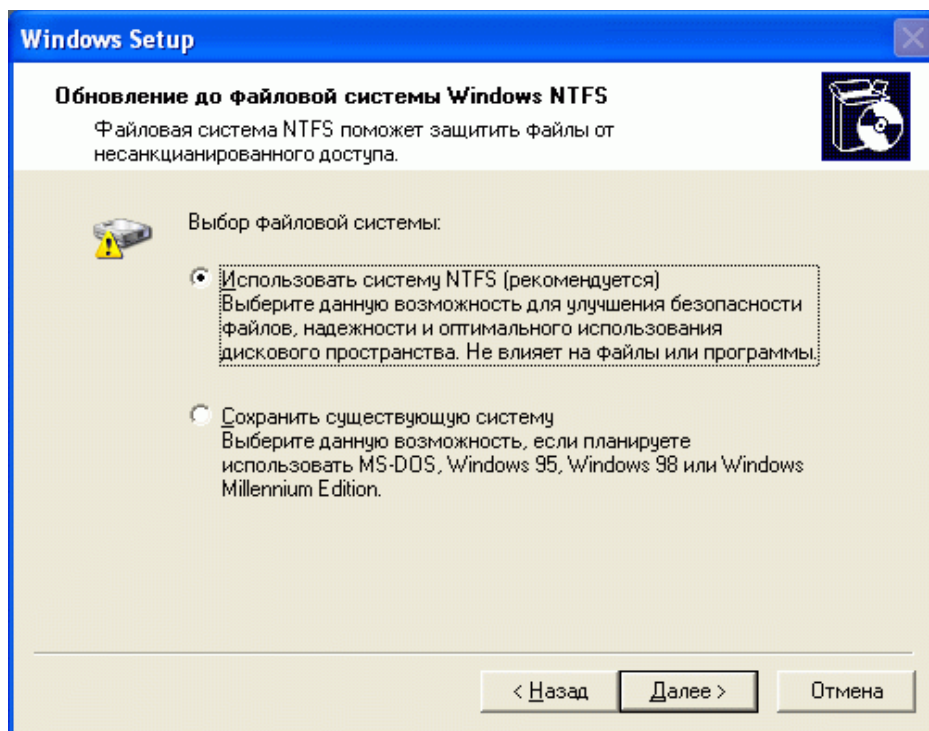 Windows Setup
Обновление до файловой системы Windows NTFS
Файловая система NTFS поможет защитить файлы от
несанкцианированного доступа.
Выбор файловой системы:
Использовать систему NTFS (рекомендуется)
Выберите данную возможность для улучшения безопасности
файлов, надежности и оптимального использования
дискового пространства. Не влияет на файлы или программы.
Сохранить существующую систему
Выберите данную возможность, если планируете
использовать MS-DOS, Windows 95, Windows 98 или Windows
Millennium Edition.
< Назад Далее > Отмена